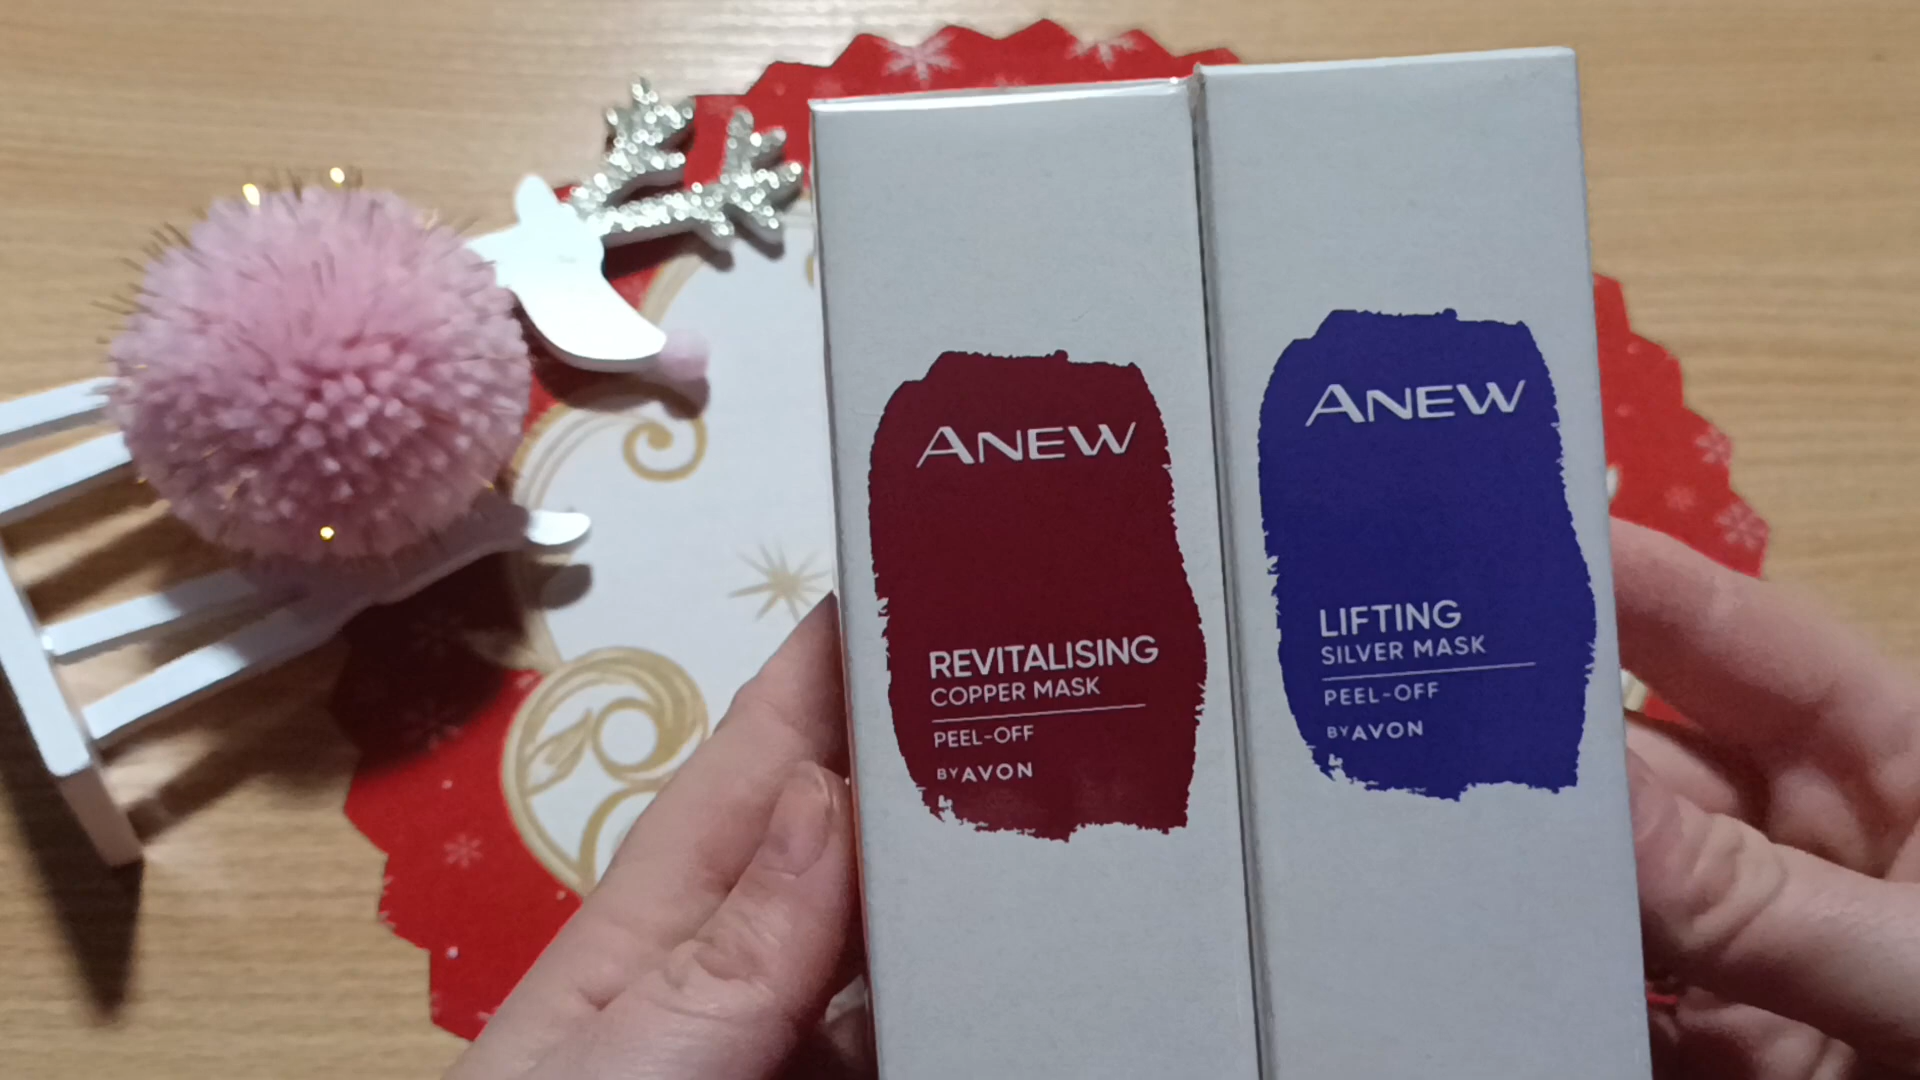 ANEW
REVITALISING
COPPER MASK
PEEL-OFF
BY AVON
ANEW
LIFTING
SILVER MASK
PEEL-OFF
BY AVON